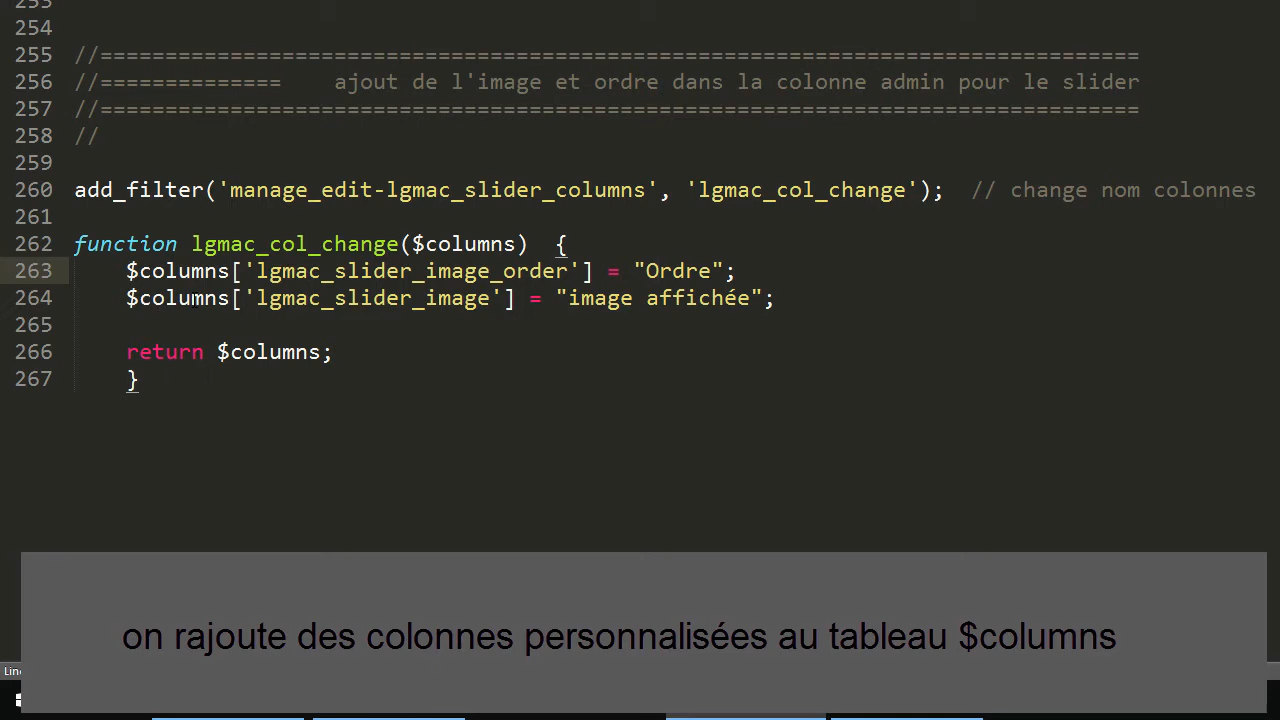 253
254
255 //================================================================================
256 //============== ajout de l'image et ordre dans la colonne admin pour le slider
257 //================================================================================
258 //
259
260 add_filter('manage_edit-lgmac_slider_columns', 'lgmac_col_change'); // change nom colonnes
261
262 function lgmac_col_change($columns) {
263 $columns['lgmac_slider_image_order'] = "Ordre";
264 $columns['lgmac_slider_image'] = "image affichée";
265
266 return $columns;
267 }
on rajoute des colonnes personnalisées au tableau $columns